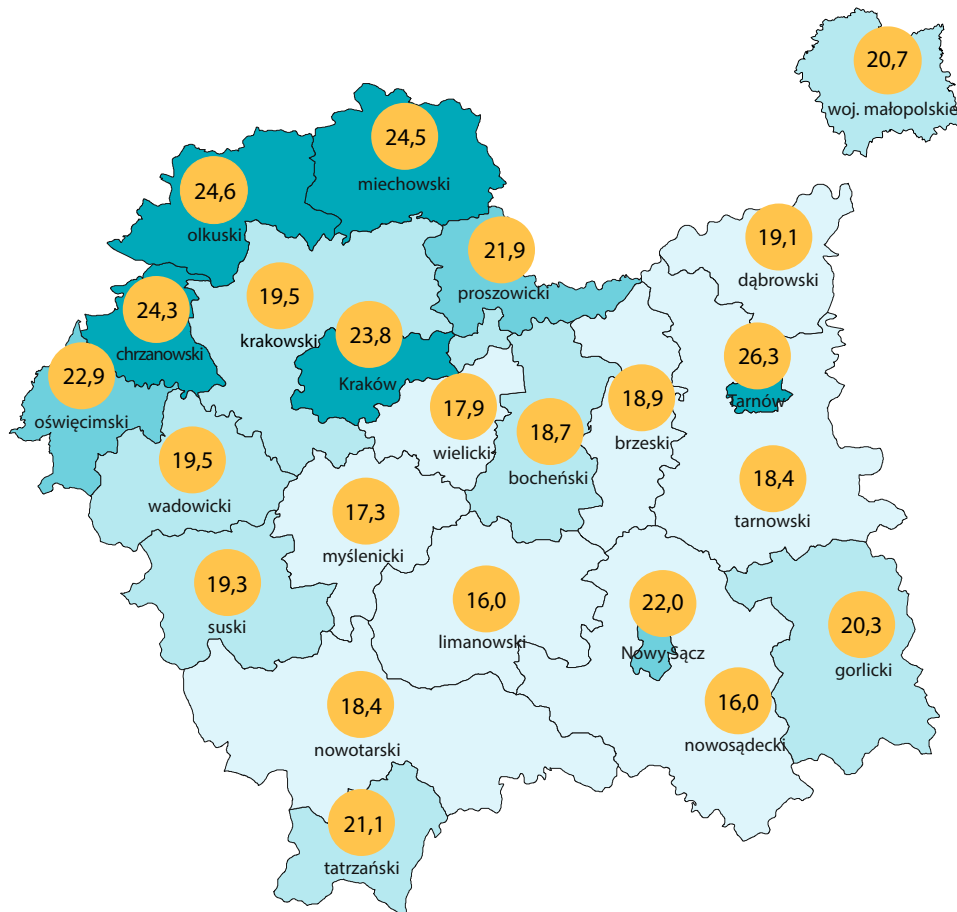 20,7
woj. małopolskie
24,5
miechowski
24,6
olkuski
19,1
dąbrowski
21,9
proszowicki
19,5
krakowski
24,3
chrzanowski
23,8
Kraków
26,3
Tarnów
22,9
oświęcimski
17,9
wielicki
18,9
brzeski
18,7
bocheński
19,5
wadowicki
18,4
tarnowski
17,3
myślenicki
19,3
suski
16,0
limanowski
22,0
Nowy Sącz
20,3
gorlicki
18,4
nowotarski
16,0
nowosądecki
21,1
tatrzański